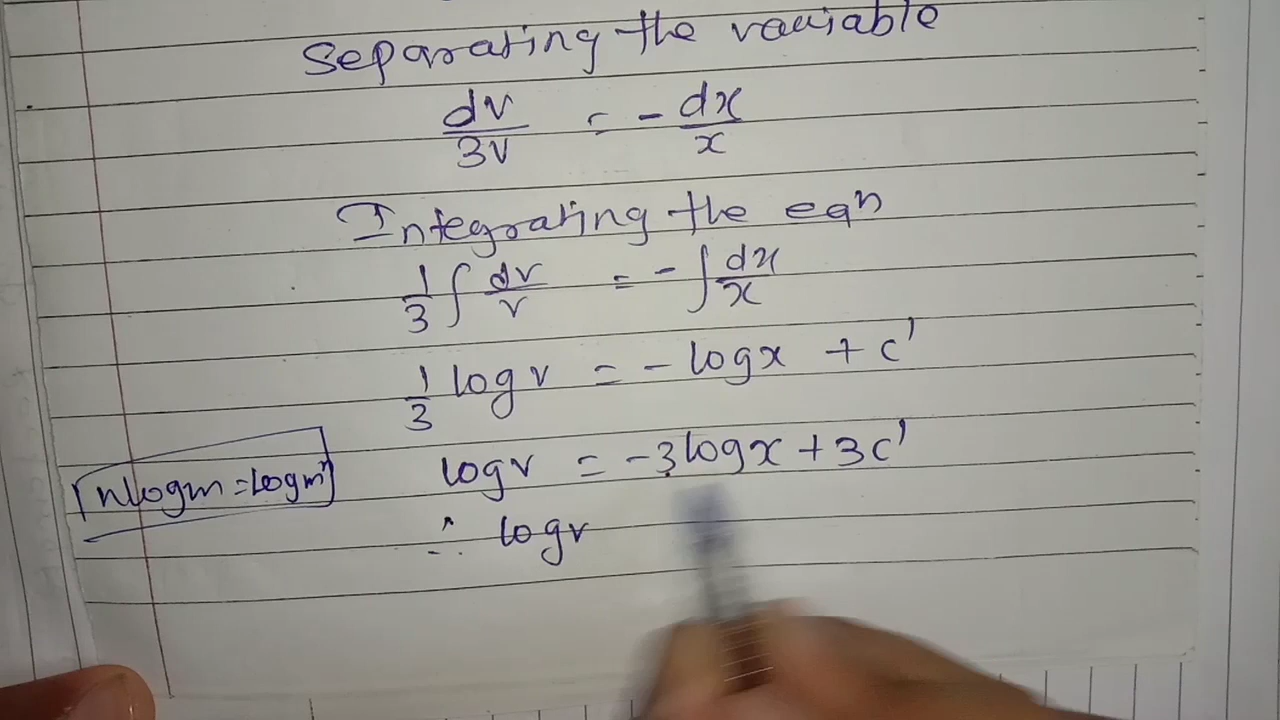 Separating the variable
dv/3v = - dx/x
Integrating the eqn
1/3 ∫ dv/v = - ∫ dx/x
1/3 log v = - log x + c'
[n log m = log mⁿ]
log v = -3 log x + 3c'
∴ log v